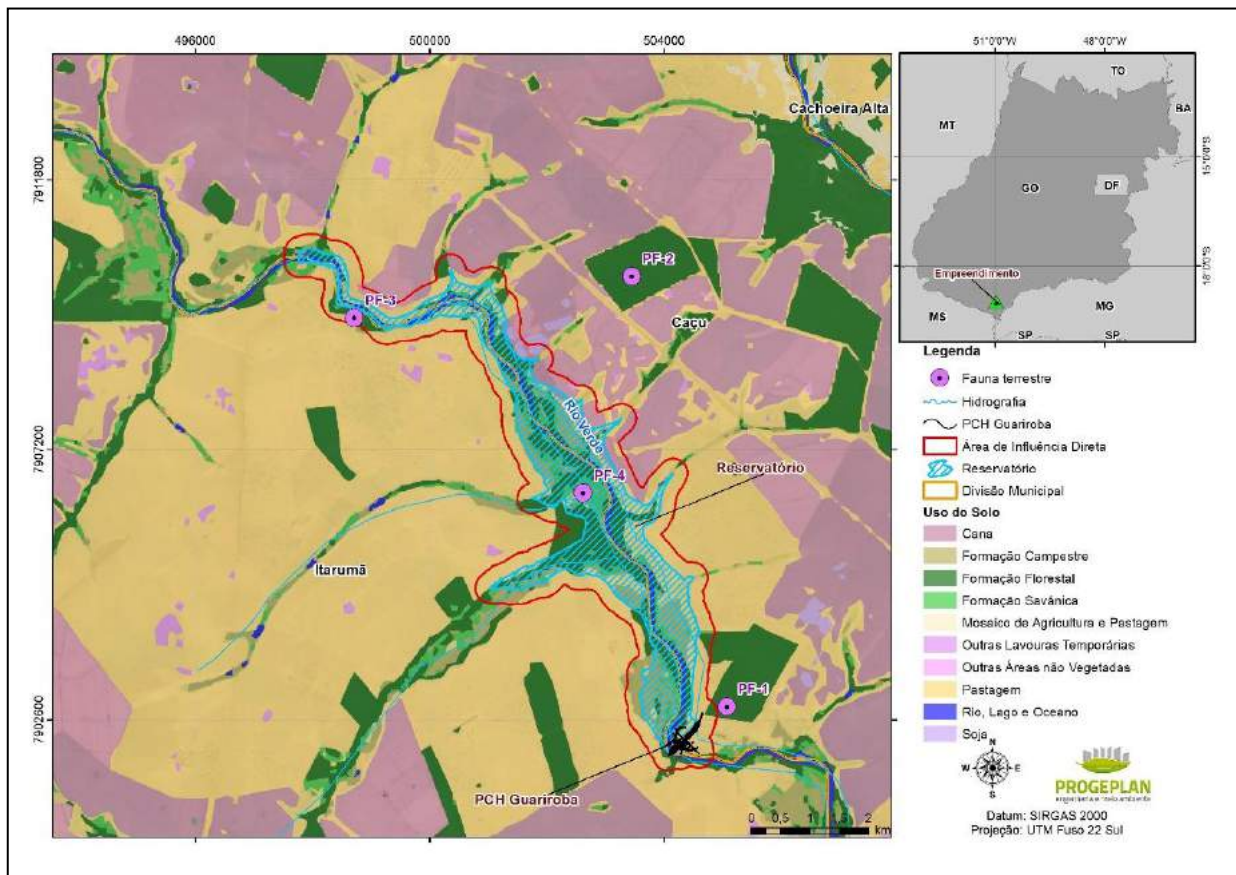 496000
500000
504000
7911800
7907200
7902600
Cachoeira Alta
PF-2
PF-3
Caçu
Rio Verde
PF-4
Reservatório
Itarumã
PF-1
PCH Guariroba
0 0,5 1 1,5 2
km
51°0'0"W
48°0'0"W
TO
BA
MT
15°0'0"S
GO
DF
18°0'0"S
Empreendimento
MS
MG
SP
SP
Legenda
Fauna terrestre
Hidrografia
PCH Guariroba
Área de Influência Direta
Reservatório
Divisão Municipal
Uso do Solo
Cana
Formação Campestre
Formação Florestal
Formação Savânica
Mosaico de Agricultura e Pastagem
Outras Lavouras Temporárias
Outras Áreas não Vegetadas
Pastagem
Rio, Lago e Oceano
Soja
N
W E
S
PROGEPLAN
engenharia e meio ambiente
Datum: SIRGAS 2000
Projeção: UTM Fuso 22 Sul